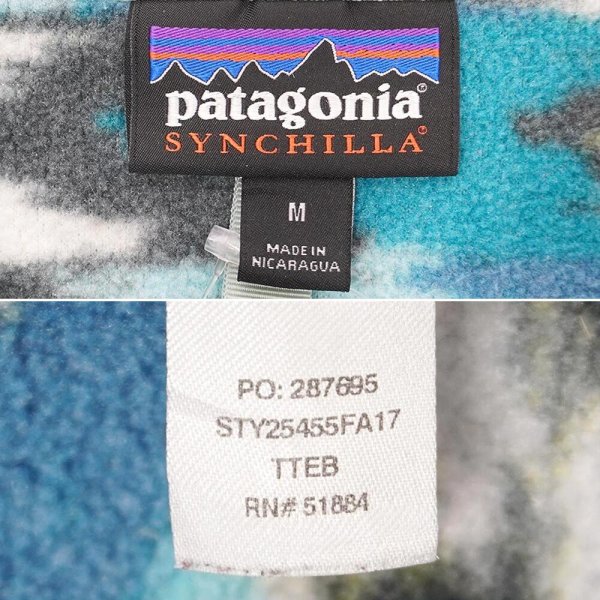 patagonia®
SYNCHILLA®
M
MADE IN
NICARAGUA
PO: 287695
STY25455FA17
TTEB
RN# 51884